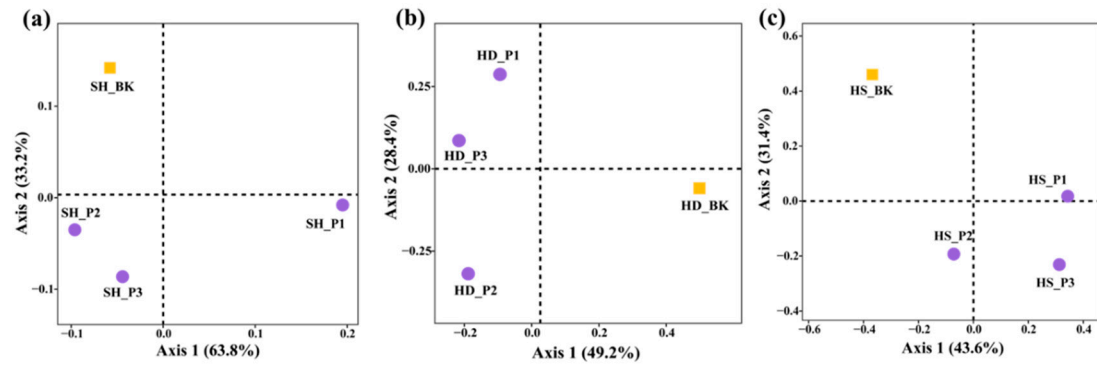 (a)
SH_BK
SH_P2
SH_P1
SH_P3
0.1
0.0
−0.1
−0.1
0.0
0.1
0.2
Axis 2 (33.2%)
Axis 1 (63.8%)
(b)
HD_P1
HD_P3
HD_BK
HD_P2
0.25
0.00
−0.25
−0.2
0.0
0.2
0.4
Axis 2 (28.4%)
Axis 1 (49.2%)
(c)
HS_BK
HS_P1
HS_P2
HS_P3
0.6
0.4
0.2
0.0
−0.2
−0.4
−0.6
−0.4
−0.2
0.0
0.2
0.4
Axis 2 (31.4%)
Axis 1 (43.6%)